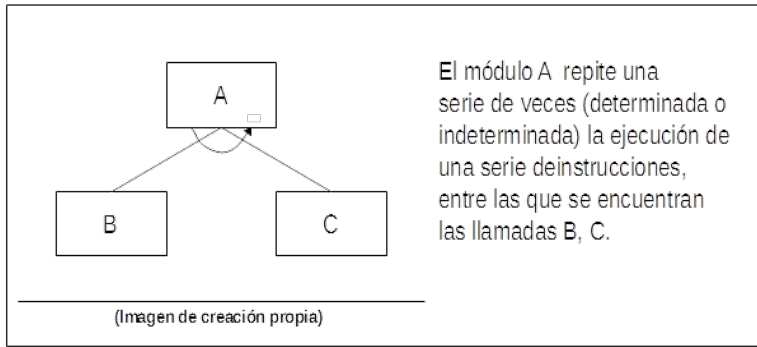 A
B
C
El módulo A repite una
serie de veces (determinada o
indeterminada) la ejecución de
una serie deinstrucciones,
entre las que se encuentran
las llamadas B, C.
(Imagen de creación propia)